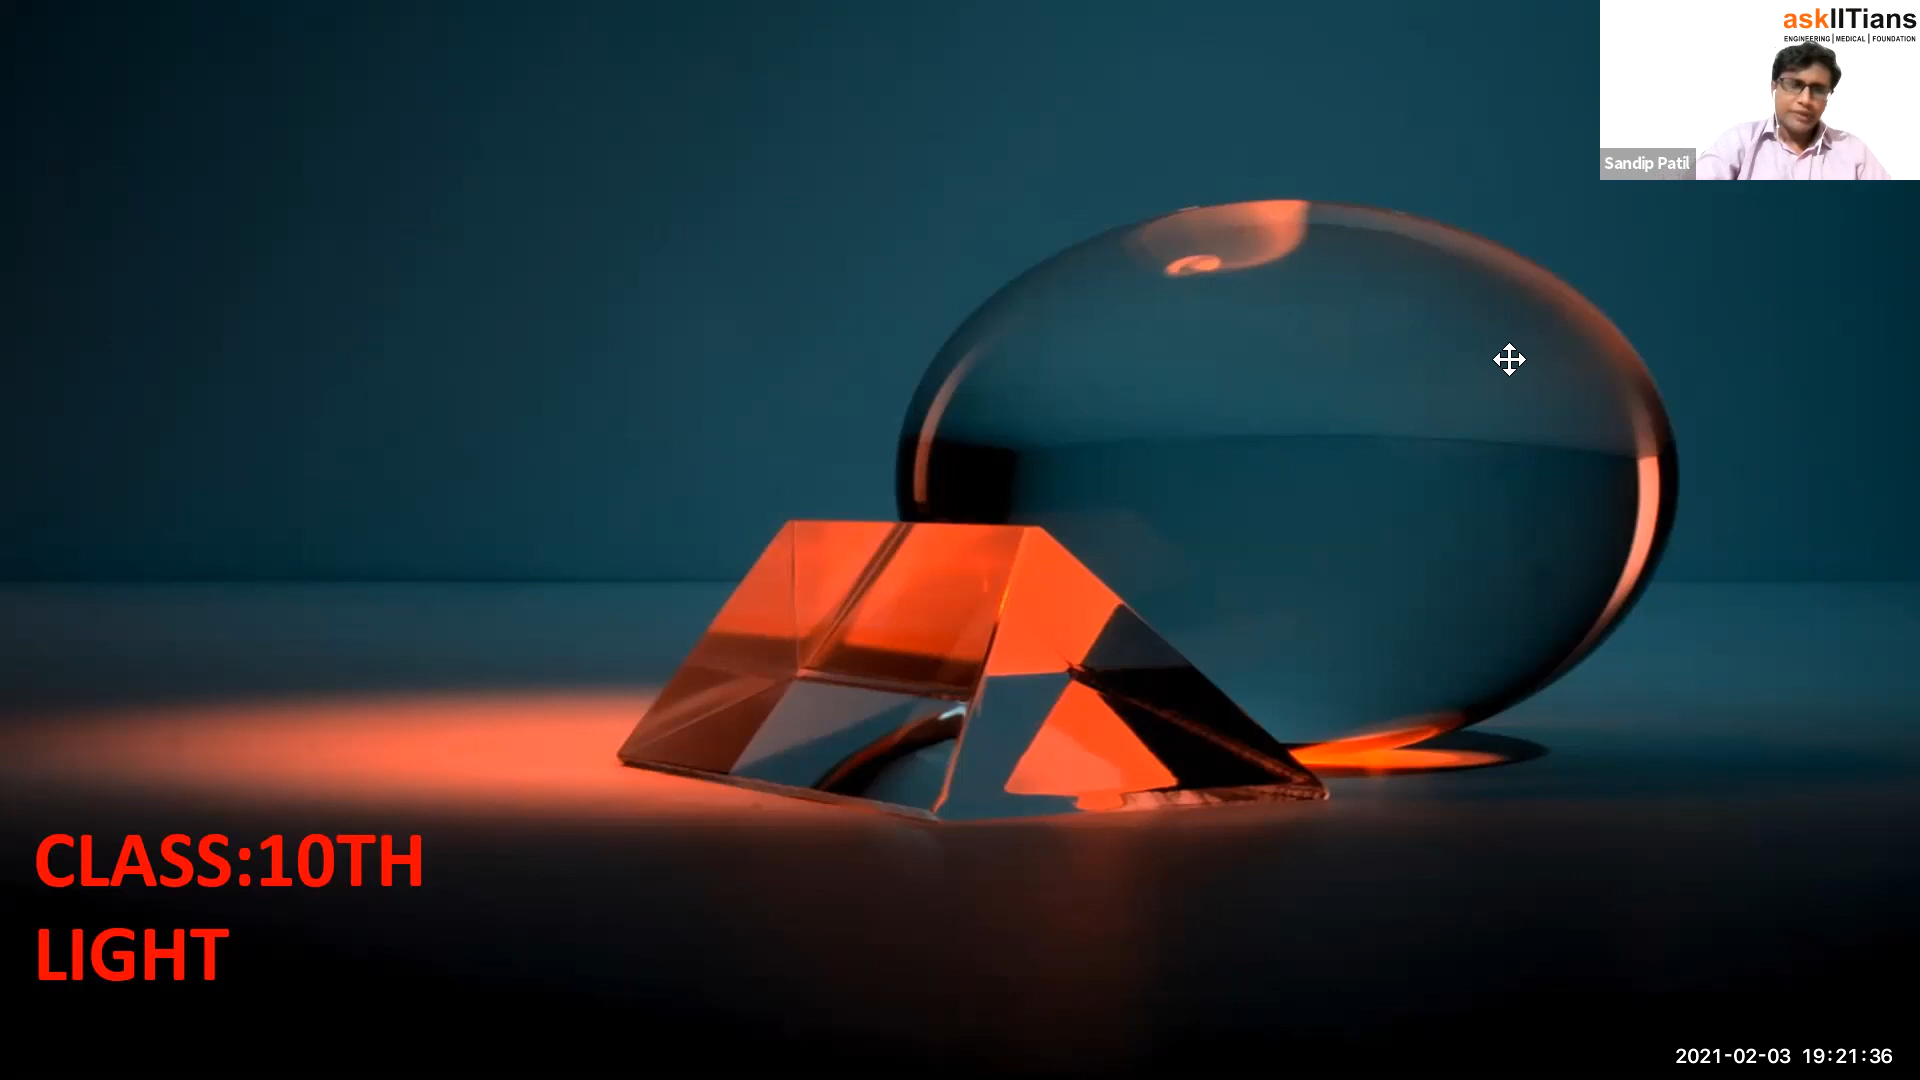 askIITians
ENGINEERING | MEDICAL | FOUNDATION
Sandip Patil
CLASS:10TH
LIGHT
2021-02-03 19:21:36